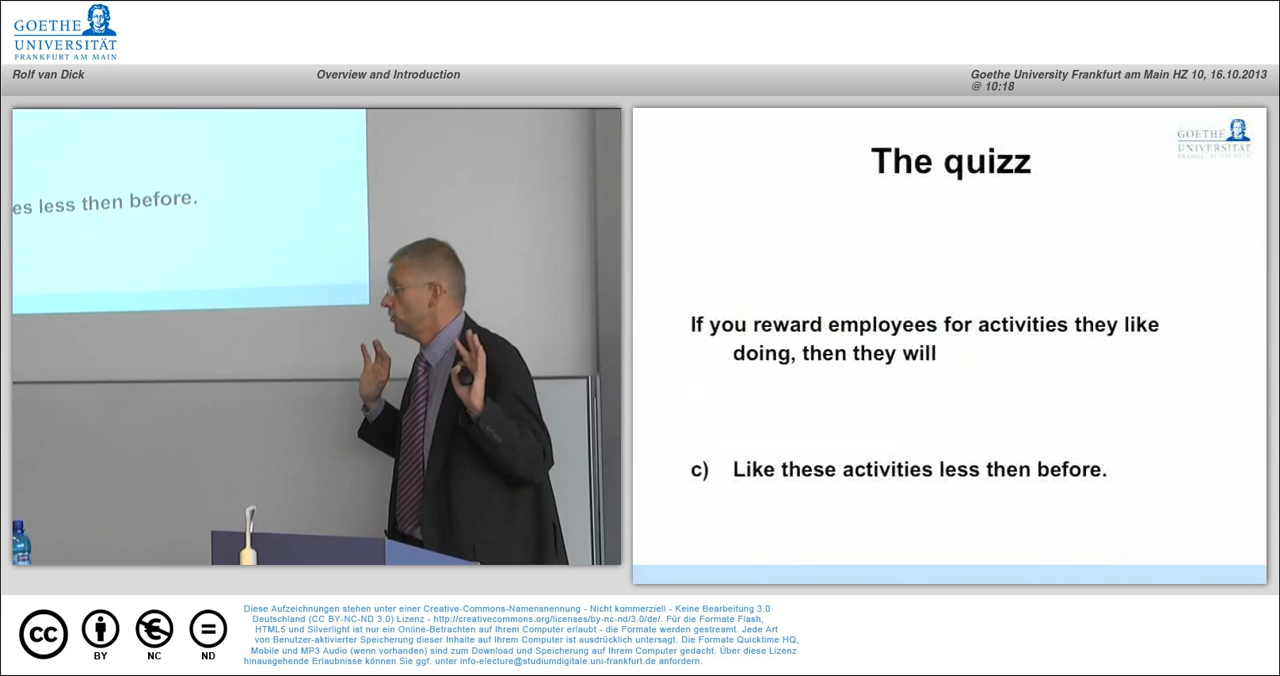 GOETHE
UNIVERSITÄT
FRANKFURT AM MAIN
Rolf van Dick
Overview and Introduction
Goethe University Frankfurt am Main HZ 10, 16.10.2013
@ 10:18
es less then before.
GOETHE
UNIVERSITÄT
The quizz
If you reward employees for activities they like
doing, then they will
c) Like these activities less then before.
cc
BY
NC
ND
Diese Aufzeichnungen stehen unter einer Creative-Commons-Namensnennung - Nicht kommerziell - Keine Bearbeitung 3.0
Deutschland (CC BY-NC-ND 3.0) Lizenz - http://creativecommons.org/licenses/by-nc-nd/3.0/de/. Für die Formate Flash,
HTML5 und Silverlight ist nur ein Online-Betrachten auf Ihrem Computer erlaubt - die Formate werden gestreamt. Jede Art
von Benutzer-aktivierter Speicherung dieser Inhalte auf Ihrem Computer ist ausdrücklich untersagt. Die Formate Quicktime HQ,
Mobile und MP3 Audio (wenn vorhanden) sind zum Download und Speicherung auf Ihrem Computer gedacht. Über diese Lizenz
hinausgehende Erlaubnisse können Sie ggf. unter info-electure@studiumdigitale.uni-frankfurt.de anfordern.